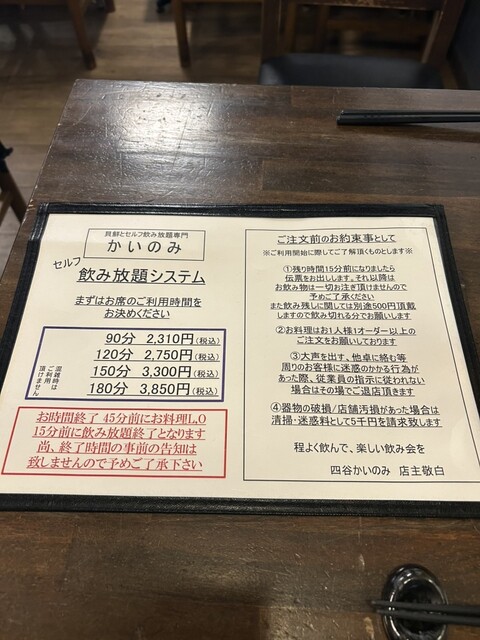 貝鮮とセルフ飲み放題専門
かいのみ
セルフ
飲み放題システム
まずはお席のご利用時間を
お決めください
90分 2,310円(税込)
120分 2,750円(税込)
150分 3,300円(税込)
180分 3,850円(税込)
混雑時は
ご利用
頂けません
お時間終了 45分前にお料理L.O
15分前に飲み放題終了となります
尚、終了時間の事前の告知は
致しませんので予めご了承下さい
ご注文前のお約束事として
※ご利用開始に際してご了解頂くものとします※
①残り時間15分前になりましたら
伝票をお出しします。それ以降は
お飲み物は一切お注ぎ頂けませんので
予めご了承ください
また飲み残しに関しては別途500円頂戴
しますので飲み切れる分でお願いします
②お料理はお1人様1オーダー以上の
ご注文をお願いしております
③大声を出す、他卓に絡む等
周りのお客様に迷惑のかかる行為が
あった際、従業員の指示に従われない
場合はその場でご退店頂きます
④器物の破損/店舗汚損があった場合は
清掃・迷惑料として5千円を請求致します
程よく飲んで、楽しい飲み会を
四谷かいのみ 店主敬白